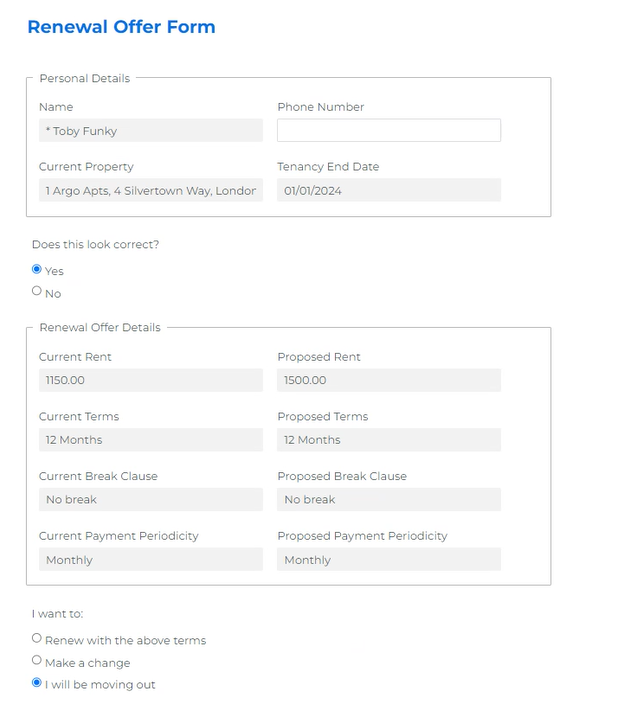 Renewal Offer Form
Personal Details
Name
Phone Number
* Toby Funky
Current Property
Tenancy End Date
1 Argo Apts, 4 Silvertown Way, London
01/01/2024
Does this look correct?
Yes
No
Renewal Offer Details
Current Rent
Proposed Rent
1150.00
1500.00
Current Terms
Proposed Terms
12 Months
12 Months
Current Break Clause
Proposed Break Clause
No break
No break
Current Payment Periodicity
Proposed Payment Periodicity
Monthly
Monthly
I want to:
Renew with the above terms
Make a change
I will be moving out